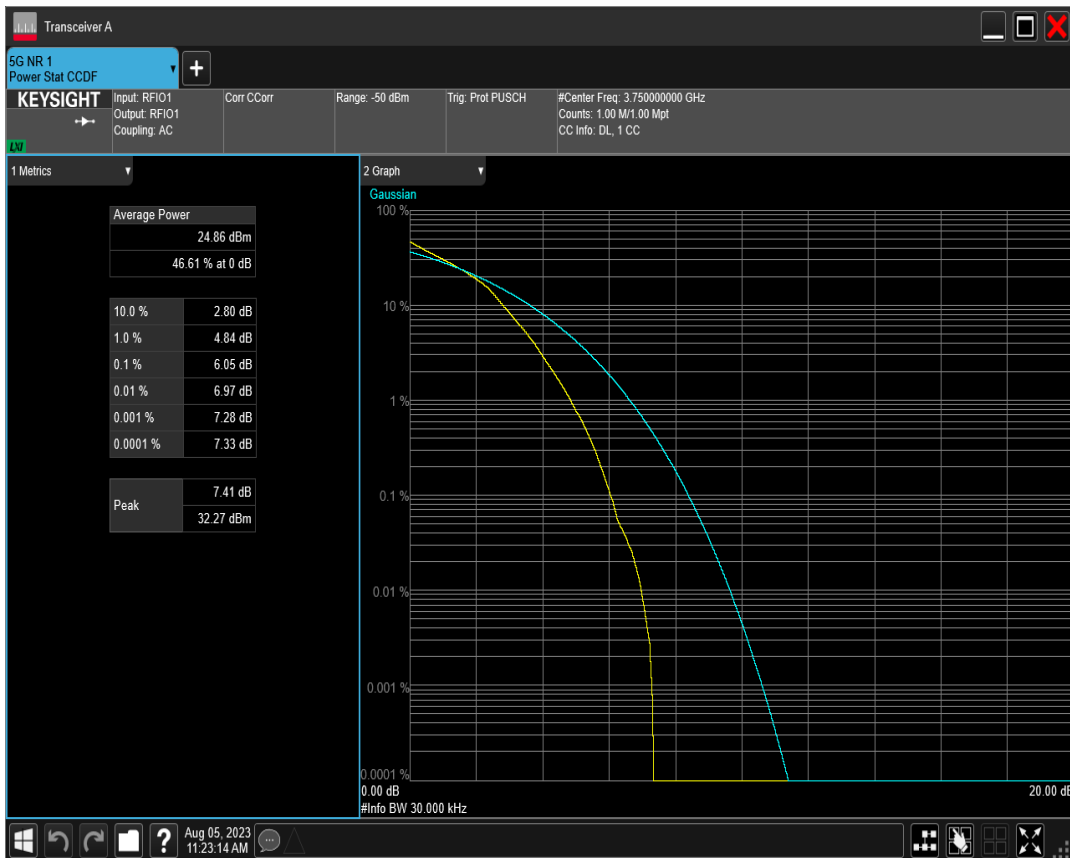 Transceiver A
5G NR 1
Power Stat CCDF
+
KEYSIGHT
LXI
Input: RFIO1
Output: RFIO1
Coupling: AC
Corr CCorr
Range: -50 dBm
Trig: Prot PUSCH
#Center Freq: 3.750000000 GHz
Counts: 1.00 M/1.00 Mpt
CC Info: DL, 1 CC
1 Metrics
Average Power
24.86 dBm
46.61 % at 0 dB
10.0 % 2.80 dB
1.0 % 4.84 dB
0.1 % 6.05 dB
0.01 % 6.97 dB
0.001 % 7.28 dB
0.0001 % 7.33 dB
Peak
7.41 dB
32.27 dBm
2 Graph
Gaussian
100 %
10 %
1 %
0.1 %
0.01 %
0.001 %
0.0001 %
0.00 dB 20.00 dB
#Info BW 30.000 kHz
?
Aug 05, 2023
11:23:14 AM